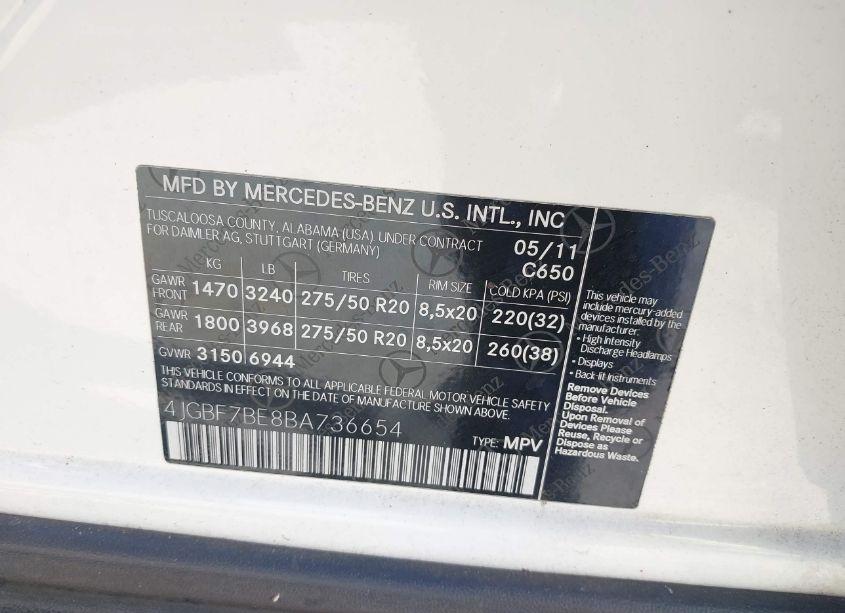 MFD BY MERCEDES-BENZ U.S. INTL., INC
TUSCALOOSA COUNTY, ALABAMA (USA) UNDER CONTRACT
FOR DAIMLER AG, STUTTGART (GERMANY)
05/11
C650
KG LB TIRES RIM SIZE COLD KPA (PSI)
GAWR FRONT 1470 3240 275/50 R20 8,5x20 220(32)
GAWR REAR 1800 3968 275/50 R20 8,5x20 260(38)
GVWR 3150 6944
THIS VEHICLE CONFORMS TO ALL APPLICABLE FEDERAL MOTOR VEHICLE SAFETY
STANDARDS IN EFFECT ON THE DATE OF MANUFACTURE SHOWN ABOVE.
4JGBF7BE8BA736654
TYPE: MPV
This vehicle may
include mercury-added
devices installed by the
manufacturer:
• High Intensity
Discharge Headlamps
• Displays
• Back-lit Instruments
Remove Devices
Before Vehicle
Disposal.
Upon Removal of
Devices Please
Reuse, Recycle or
Dispose as
Hazardous Waste.